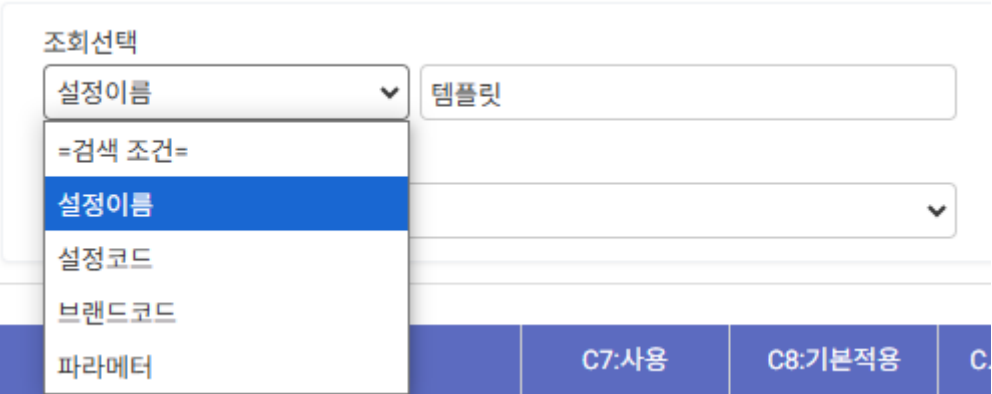 조회선택
설정이름
템플릿
=검색 조건=
설정이름
설정코드
브랜드코드
파라메터
C7:사용
C8:기본적용